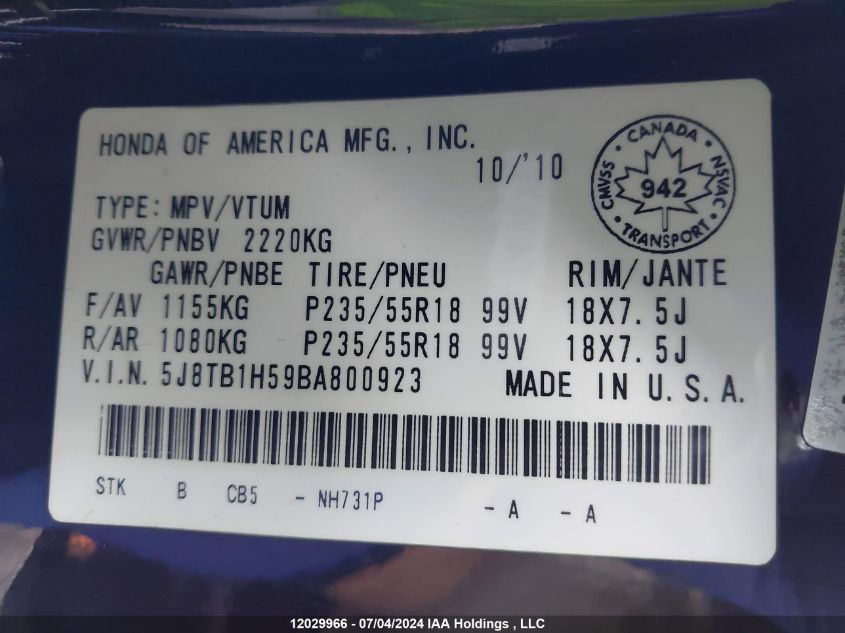 HONDA OF AMERICA MFG., INC.
10/'10
CANADA
CMVSS 942 NSVAC
TRANSPORT
TYPE: MPV/VTUM
GVWR/PNBV 2220KG
GAWR/PNBE TIRE/PNEU RIM/JANTE
F/AV 1155KG P235/55R18 99V 18X7.5J
R/AR 1080KG P235/55R18 99V 18X7.5J
V.I.N. 5J8TB1H59BA800923 MADE IN U.S.A.
STK B CB5 - NH731P - A - A
12029966 - 07/04/2024 IAA Holdings , LLC